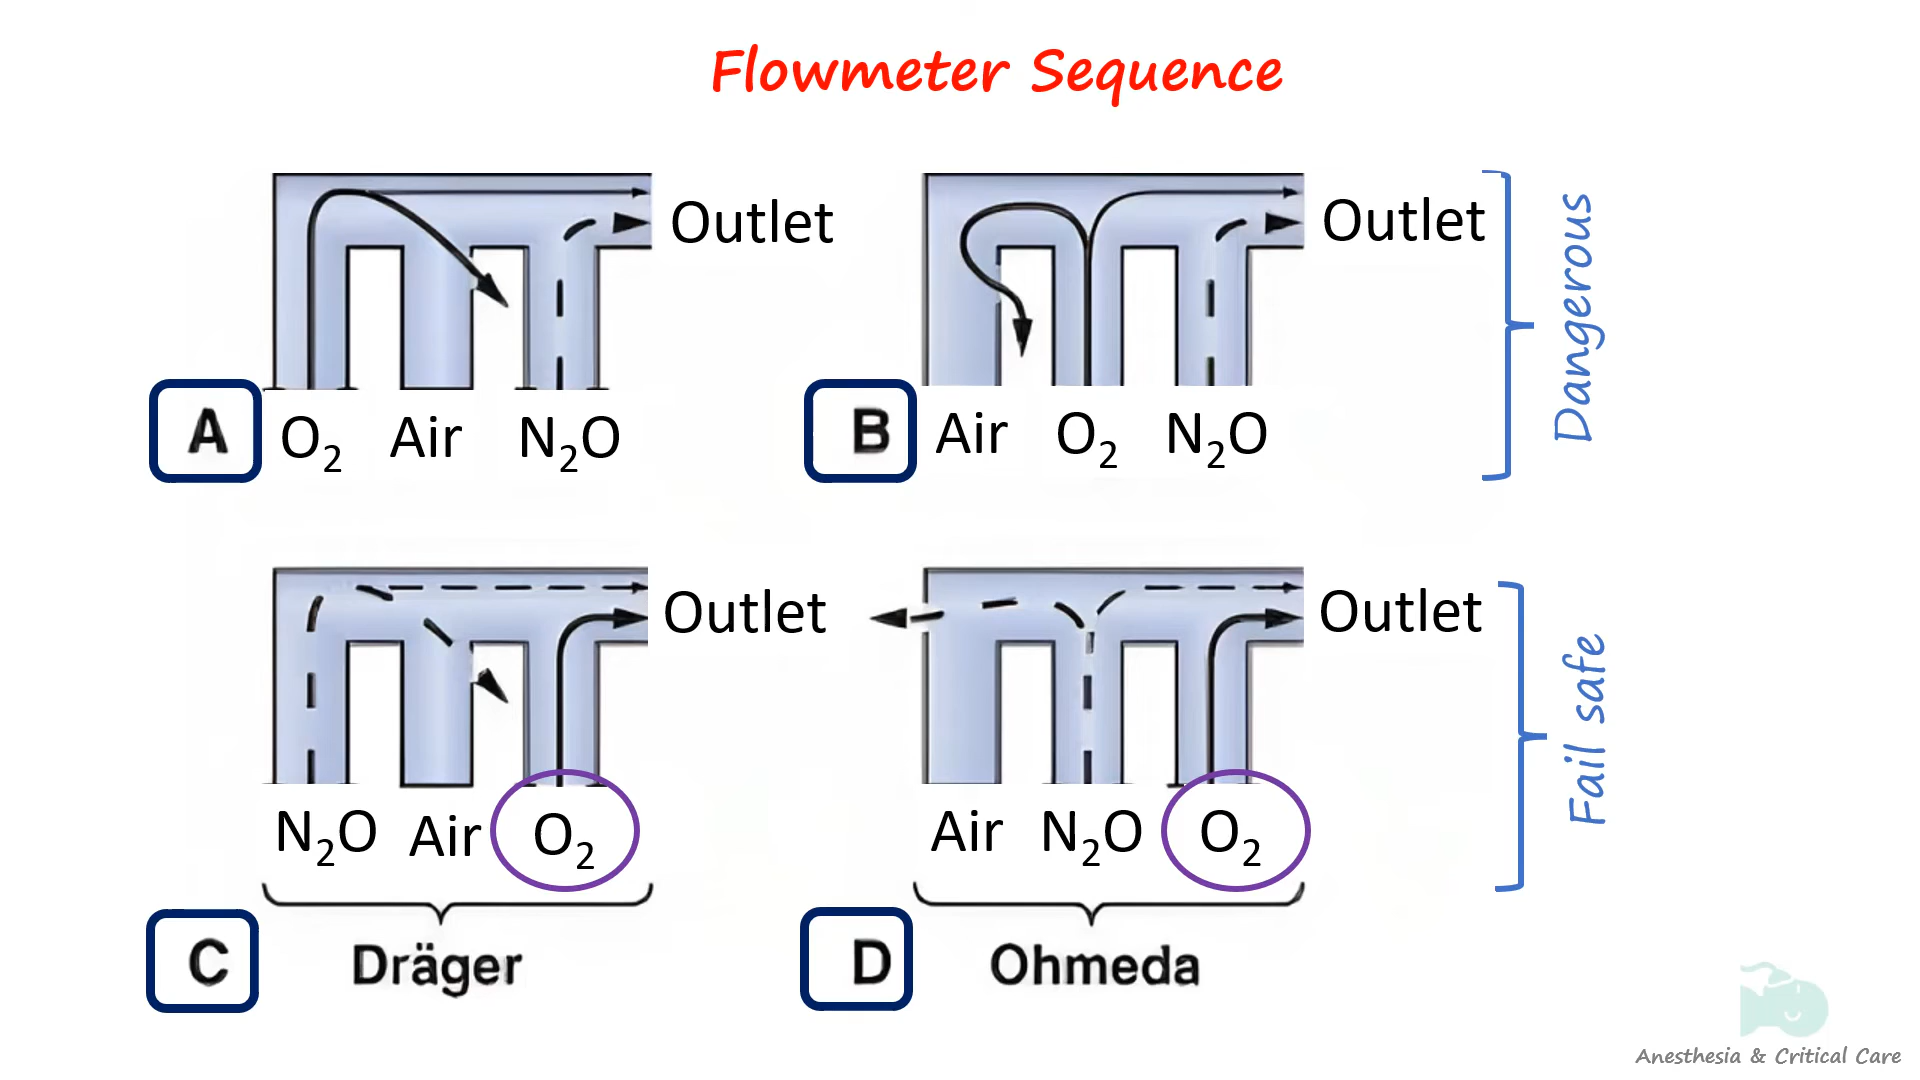 Flowmeter Sequence
Outlet
Outlet
Dangerous
A
O₂ Air N₂O
B
Air O₂ N₂O
Outlet
Outlet
Fail safe
N₂O Air O₂
Air N₂O O₂
C
Dräger
D
Ohmeda
Anesthesia & Critical Care